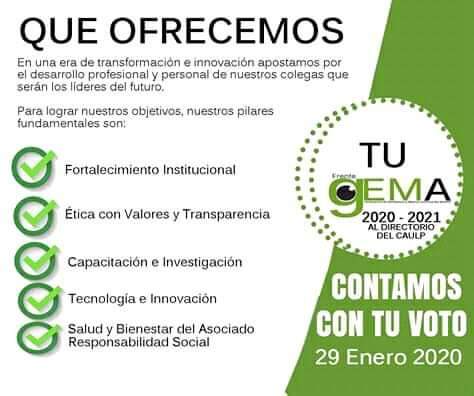 QUE OFRECEMOS
En una era de transformación e innovación apostamos por
el desarrollo profesional y personal de nuestros colegas que
serán los líderes del futuro.
Para lograr nuestros objetivos, nuestros pilares
fundamentales son:
Fortalecimiento Institucional
Ética con Valores y Transparencia
Capacitación e Investigación
Tecnología e Innovación
Salud y Bienestar del Asociado
Responsabilidad Social
TU
Frente
gEMA
2020 - 2021
AL DIRECTORIO
DEL CAULP
CONTAMOS
CON TU VOTO
29 Enero 2020